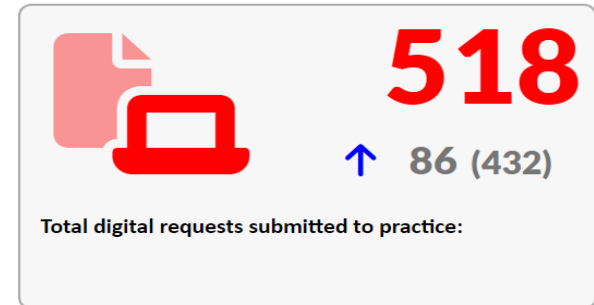 518
↑ 86 (432)
Total digital requests submitted to practice: